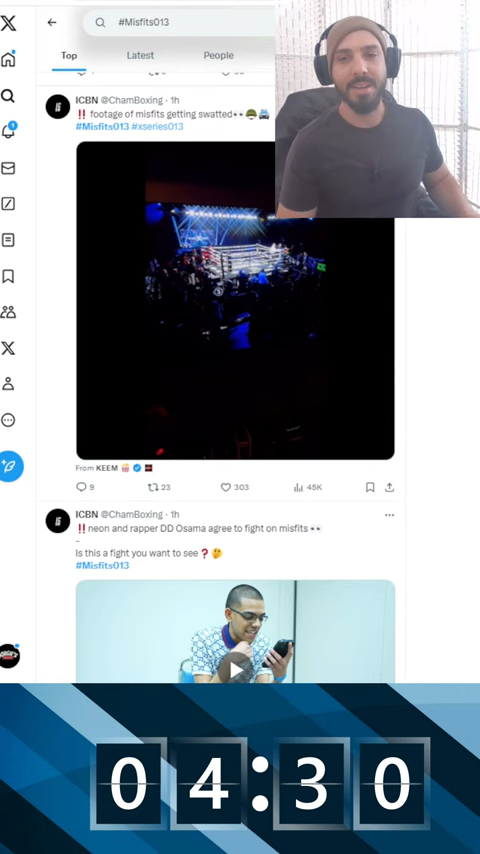 #Misfits013
Top Latest People
ICBN @ChamBoxing · 1h
‼️ footage of misfits getting swatted
#Misfits013 #xseries013
From KEEM
9 23 303 45K
ICBN @ChamBoxing · 1h
‼️neon and rapper DD Osama agree to fight on misfits 👀
-
Is this a fight you want to see❓🤔
#Misfits013
04:30